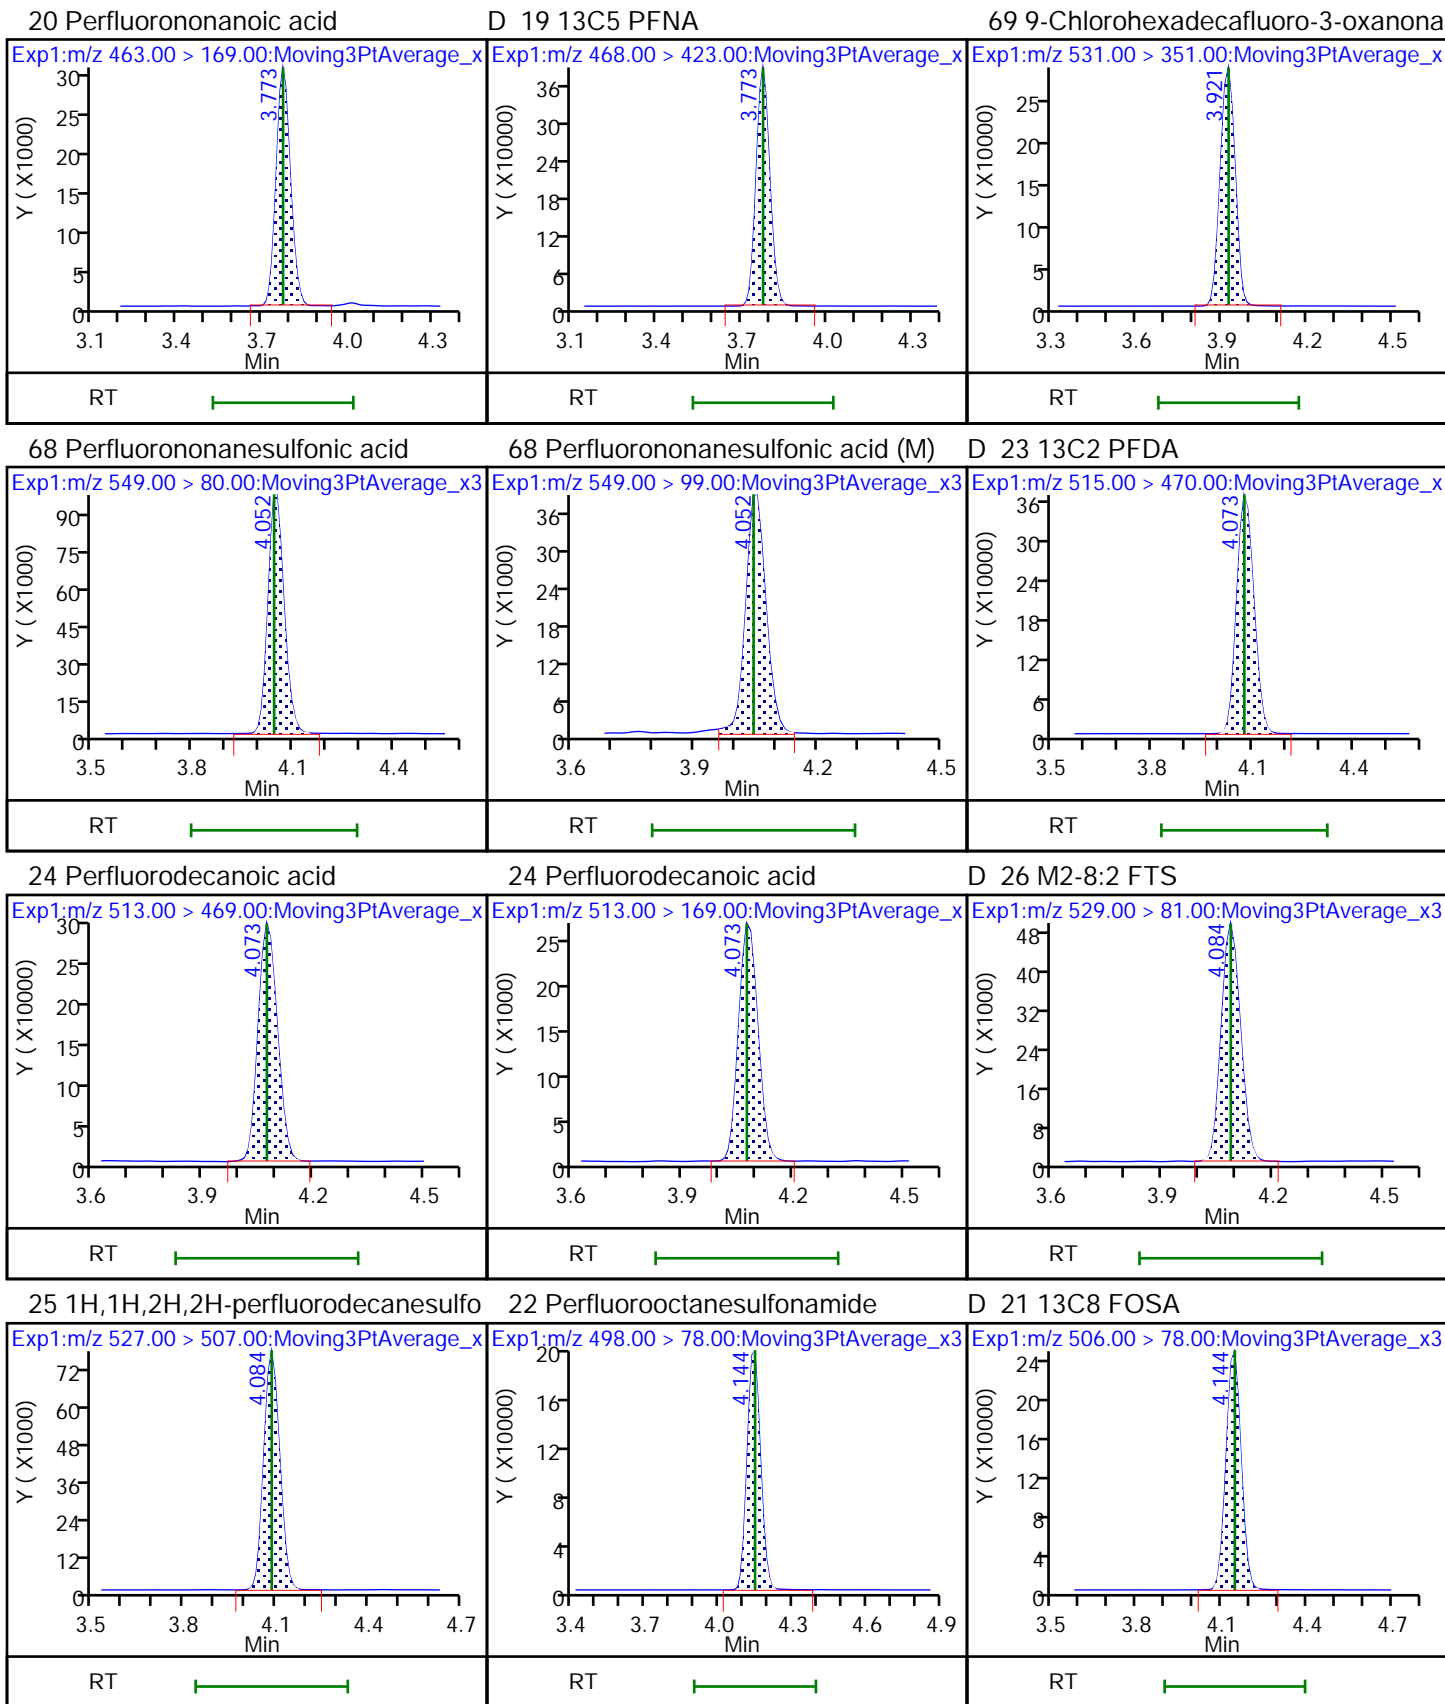 20 Perfluorononanoic acid
Exp1:m/z 463.00 > 169.00:Moving3PtAverage_x
3.773
Y ( X10000)
30
25
20
15
10
5
0
3.1 3.4 3.7 4.0 4.3
Min
RT
D 19 13C5 PFNA
Exp1:m/z 468.00 > 423.00:Moving3PtAverage_x
3.773
Y ( X10000)
36
30
24
18
12
6
0
3.1 3.4 3.7 4.0 4.3
Min
RT
69 9-Chlorohexadecafluoro-3-oxanona
Exp1:m/z 531.00 > 351.00:Moving3PtAverage_x
3.921
Y ( X10000)
25
20
15
10
5
0
3.3 3.6 3.9 4.2 4.5
Min
RT
68 Perfluorononanesulfonic acid
Exp1:m/z 549.00 > 80.00:Moving3PtAverage_x3
4.052
Y ( X1000)
90
75
60
45
30
15
0
3.5 3.8 4.1 4.4
Min
RT
68 Perfluorononanesulfonic acid (M)
Exp1:m/z 549.00 > 99.00:Moving3PtAverage_x3
4.052
Y ( X1000)
36
30
24
18
12
6
0
3.6 3.9 4.2 4.5
Min
RT
D 23 13C2 PFDA
Exp1:m/z 515.00 > 470.00:Moving3PtAverage_x
4.073
Y ( X10000)
36
30
24
18
12
6
0
3.5 3.8 4.1 4.4
Min
RT
24 Perfluorodecanoic acid
Exp1:m/z 513.00 > 469.00:Moving3PtAverage_x
4.073
Y ( X10000)
30
25
20
15
10
5
0
3.6 3.9 4.2 4.5
Min
RT
24 Perfluorodecanoic acid
Exp1:m/z 513.00 > 169.00:Moving3PtAverage_x
4.073
Y ( X1000)
25
20
15
10
5
0
3.6 3.9 4.2 4.5
Min
RT
D 26 M2-8:2 FTS
Exp1:m/z 529.00 > 81.00:Moving3PtAverage_x3
4.084
Y ( X1000)
48
40
32
24
16
8
0
3.6 3.9 4.2 4.5
Min
RT
25 1H,1H,2H,2H-perfluorodecanesulfo
Exp1:m/z 527.00 > 507.00:Moving3PtAverage_x
4.084
Y ( X1000)
72
60
48
36
24
12
0
3.5 3.8 4.1 4.4 4.7
Min
RT
22 Perfluorooctanesulfonamide
Exp1:m/z 498.00 > 78.00:Moving3PtAverage_x3
4.144
Y ( X10000)
20
16
12
8
4
0
3.4 3.7 4.0 4.3 4.6 4.9
Min
RT
D 21 13C8 FOSA
Exp1:m/z 506.00 > 78.00:Moving3PtAverage_x3
4.144
Y ( X10000)
24
20
16
12
8
4
0
3.5 3.8 4.1 4.4 4.7
Min
RT